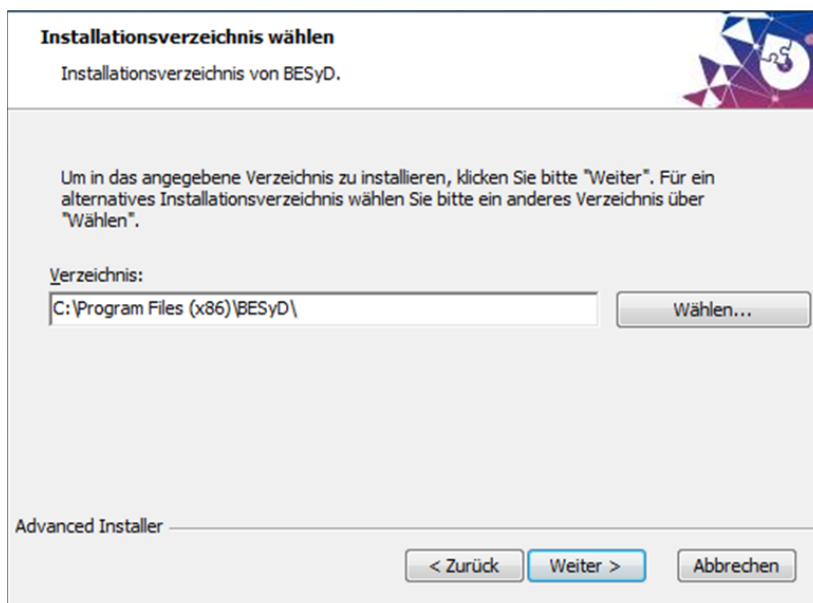 Installationsverzeichnis wählen
Installationsverzeichnis von BESyD.
Um in das angegebene Verzeichnis zu installieren, klicken Sie bitte "Weiter". Für ein
alternatives Installationsverzeichnis wählen Sie bitte ein anderes Verzeichnis über
"Wählen".
Verzeichnis:
C:\Program Files (x86)\BESyD\
Wählen...
Advanced Installer
< Zurück
Weiter >
Abbrechen